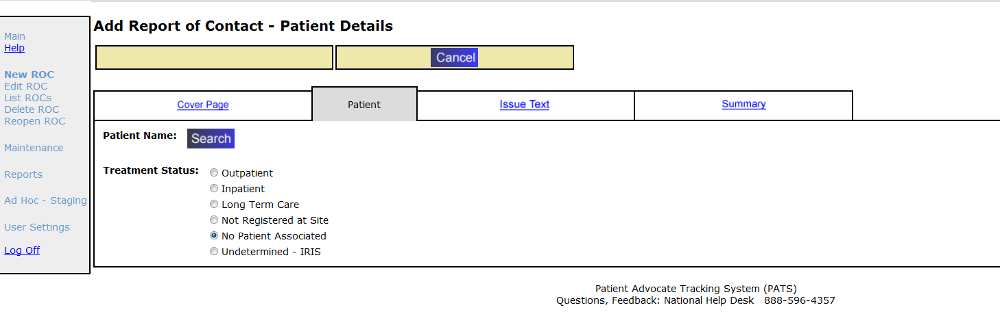 Add Report of Contact - Patient Details
Main
Help
New ROC
Edit ROC
List ROCs
Delete ROC
Reopen ROC
Maintenance
Reports
Ad Hoc - Staging
User Settings
Log Off
Cancel
Cover Page
Patient
Issue Text
Summary
Patient Name: Search
Treatment Status:
Outpatient
Inpatient
Long Term Care
Not Registered at Site
No Patient Associated
Undetermined - IRIS
Patient Advocate Tracking System (PATS)
Questions, Feedback: National Help Desk 888-596-4357